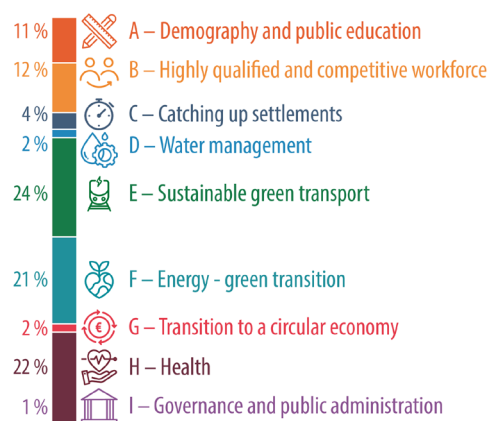 11 % A – Demography and public education
12 % B – Highly qualified and competitive workforce
4 % C – Catching up settlements
2 % D – Water management
24 % E – Sustainable green transport
21 % F – Energy - green transition
2 % € G – Transition to a circular economy
22 % H – Health
1 % I – Governance and public administration